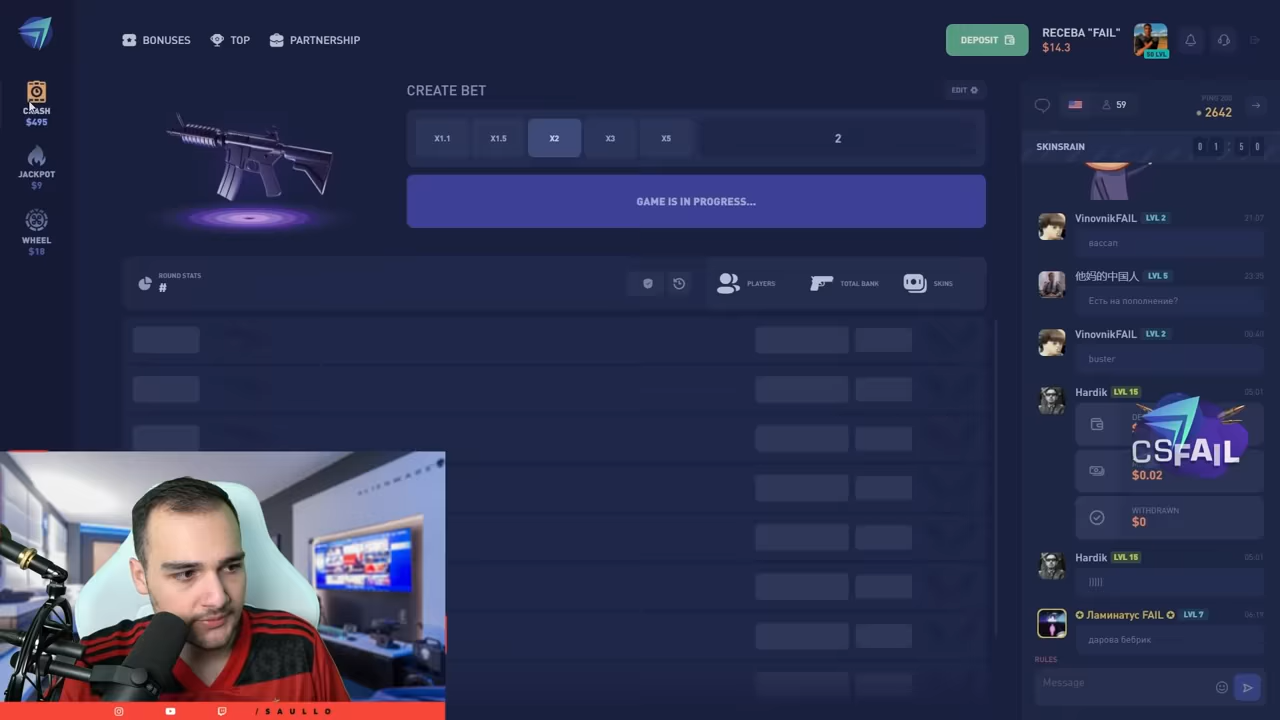 BONUSES
TOP
PARTNERSHIP
DEPOSIT
RECEBA "FAIL"
$14.3
50 LVL
CRASH
$495
JACKPOT
$9
WHEEL
$18
CREATE BET
EDIT
X1.1
X1.5
X2
X3
X5
2
GAME IS IN PROGRESS...
ROUND STATS
#
PLAYERS
TOTAL BANK
SKINS
59
2642
SKINSRAIN
0 1 : 5 0
VinovnikFAIL LVL 2 21:07
вассап
他妈的中国人 LVL 5 23:35
Есть на пополнение?
VinovnikFAIL LVL 2 00:40
buster
Hardik LVL 15 05:01
CSFAIL
$0.02
WITHDRAWN
$0
Hardik LVL 15 05:01
)))))
✪ Ламинатус FAIL ✪ LVL 7 06:19
дарова бебрик
RULES
Message
/SAULLO